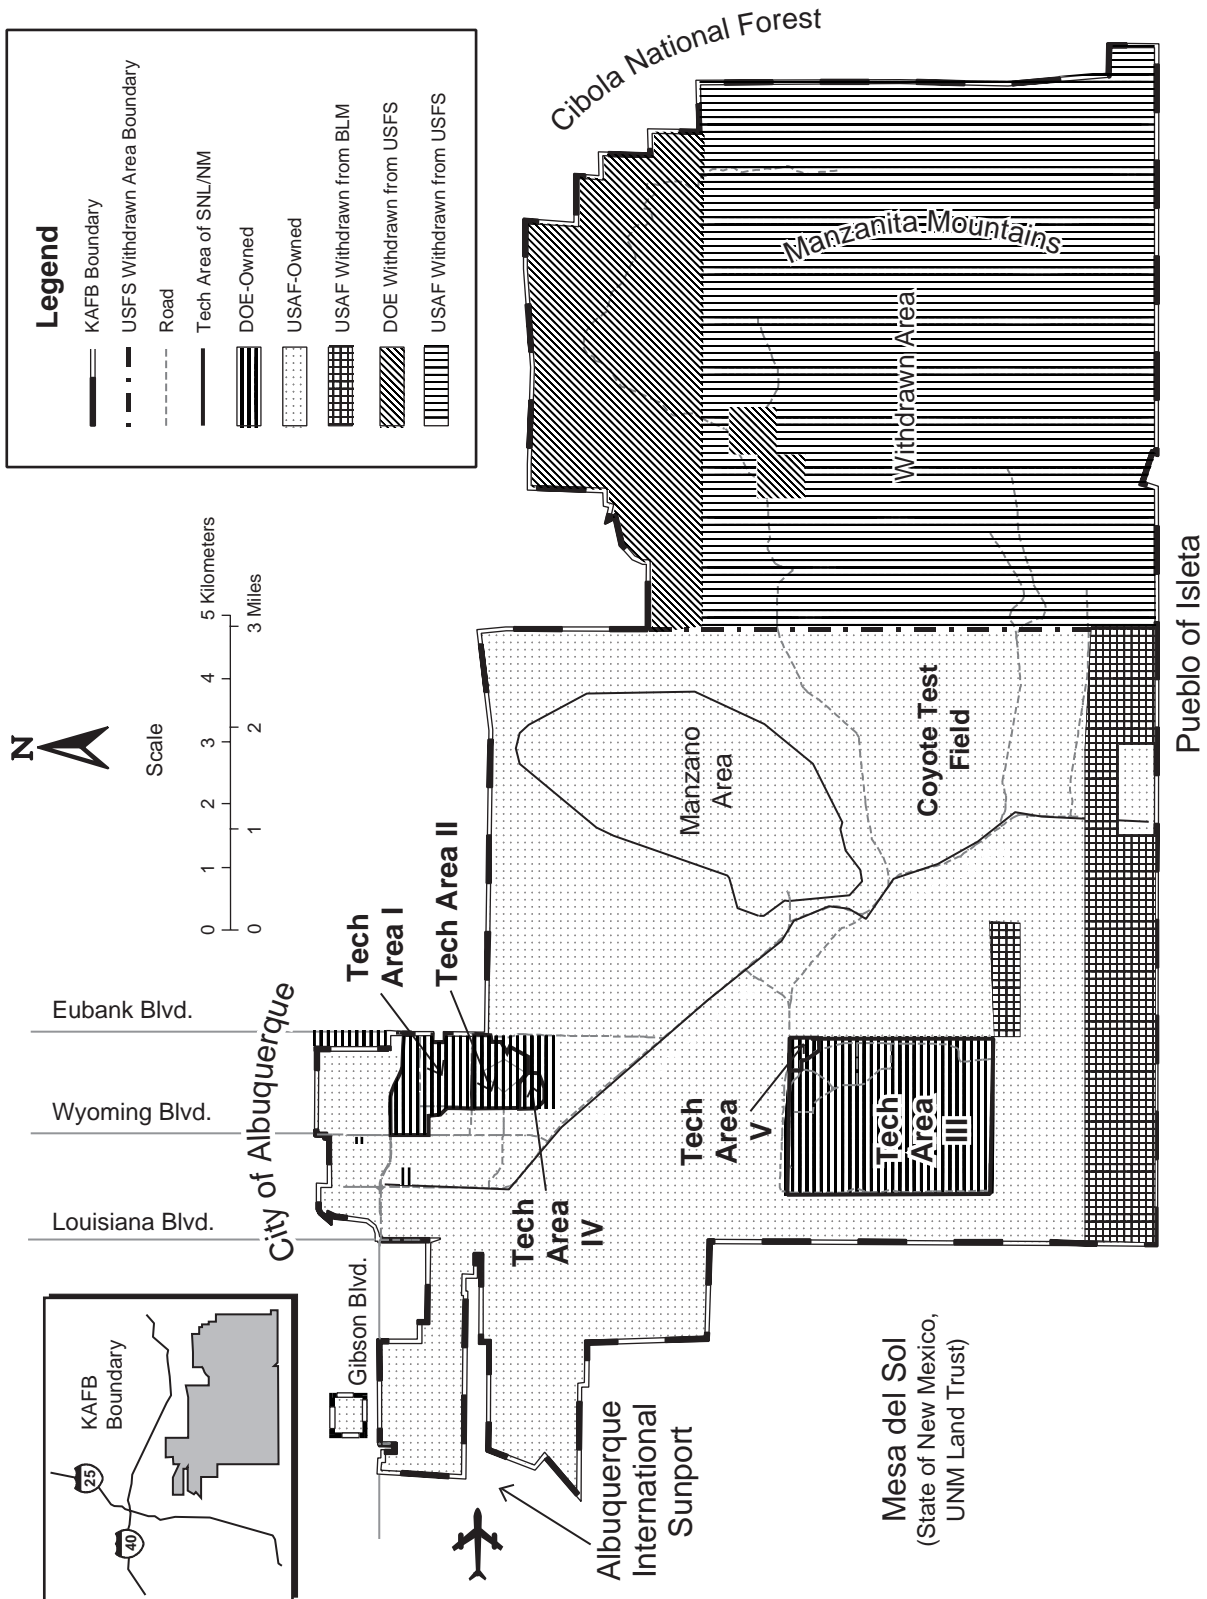 Legend
KAFB Boundary
USFS Withdrawn Area Boundary
Road
Tech Area of SNL/NM
DOE-Owned
USAF-Owned
USAF Withdrawn from BLM
DOE Withdrawn from USFS
USAF Withdrawn from USFS
N
Scale
0 1 2 3 4 5 Kilometers
0 1 2 3 Miles
KAFB
Boundary
25
40
Louisiana Blvd.
Wyoming Blvd.
Eubank Blvd.
City of Albuquerque
Gibson Blvd.
Tech
Area I
Tech Area II
Tech
Area
IV
Cibola National Forest
Albuquerque
International
Sunport
Manzano
Area
Tech
Area
V
Tech
Area
III
Coyote Test
Field
Manzanita Mountains
Withdrawn Area
Mesa del Sol
(State of New Mexico,
UNM Land Trust)
Pueblo of Isleta